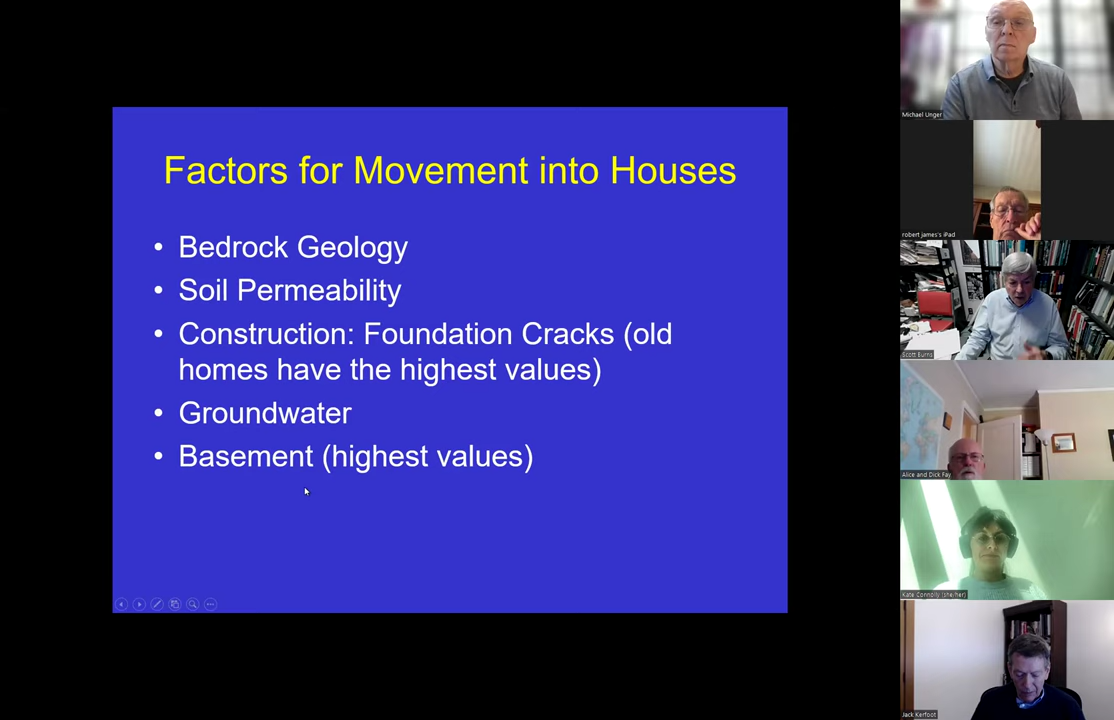 Factors for Movement into Houses
• Bedrock Geology
• Soil Permeability
• Construction: Foundation Cracks (old
homes have the highest values)
• Groundwater
• Basement (highest values)
Michael Unger
robert james's iPad
Scott Burns
Alice and Dick Fay
Kate Connolly (she/her)
Jack Kerfoot